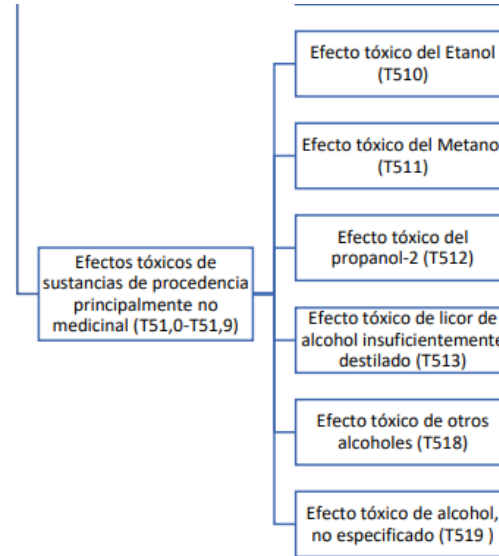 Efecto tóxico del Etanol
(T510)
Efecto tóxico del Metano
(T511)
Efecto tóxico del
propanol-2 (T512)
Efectos tóxicos de
sustancias de procedencia
principalmente no
medicinal (T51,0-T51,9)
Efecto tóxico de licor de
alcohol insuficientemente
destilado (T513)
Efecto tóxico de otros
alcoholes (T518)
Efecto tóxico de alcohol,
no especificado (T519 )